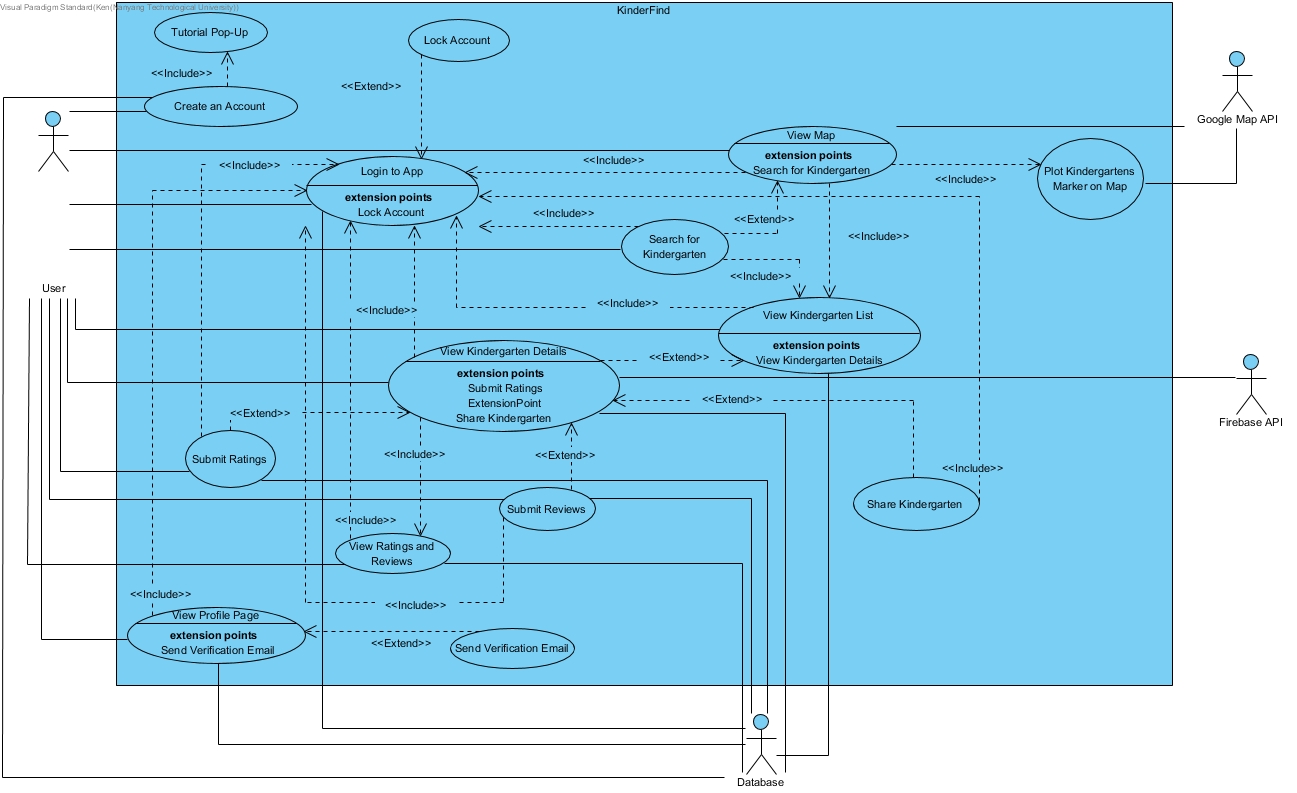 Visual Paradigm Standard(Ken(Nanyang Technological University))
KinderFind
Tutorial Pop-Up
Lock Account
<<Include>>
<<Extend>>
Create an Account
Google Map API
View Map
extension points
Search for Kindergarten
<<Include>>
<<Include>>
Login to App
extension points
Lock Account
<<Include>>
Plot Kindergartens
Marker on Map
<<Include>>
<<Extend>>
Search for
Kindergarten
<<Include>>
<<Include>>
User
<<Include>>
<<Include>>
View Kindergarten List
extension points
View Kindergarten Details
View Kindergarten Details
extension points
Submit Ratings
ExtensionPoint
Share Kindergarten
<<Extend>>
<<Extend>>
Firebase API
<<Extend>>
<<Include>>
<<Extend>>
Submit Ratings
<<Include>>
Share Kindergarten
Submit Reviews
<<Include>>
View Ratings and
Reviews
<<Include>>
<<Include>>
View Profile Page
extension points
Send Verification Email
<<Extend>>
Send Verification Email
Database